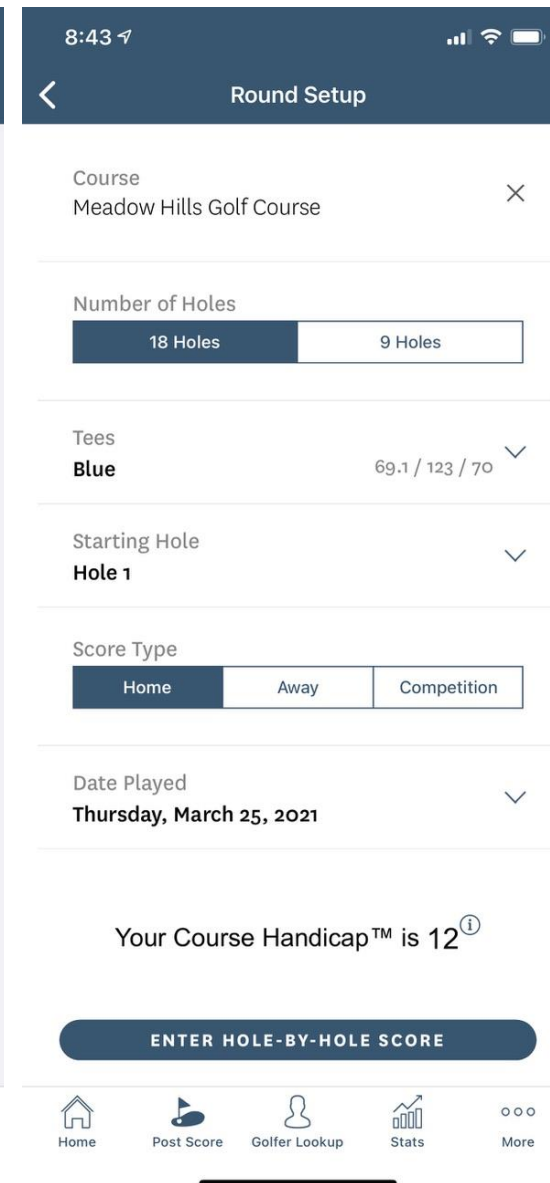 8:43
Round Setup
Course
Meadow Hills Golf Course
Number of Holes
18 Holes 9 Holes
Tees
Blue 69.1 / 123 / 70
Starting Hole
Hole 1
Score Type
Home Away Competition
Date Played
Thursday, March 25, 2021
Your Course Handicap™ is 12
ENTER HOLE-BY-HOLE SCORE
Home Post Score Golfer Lookup Stats More